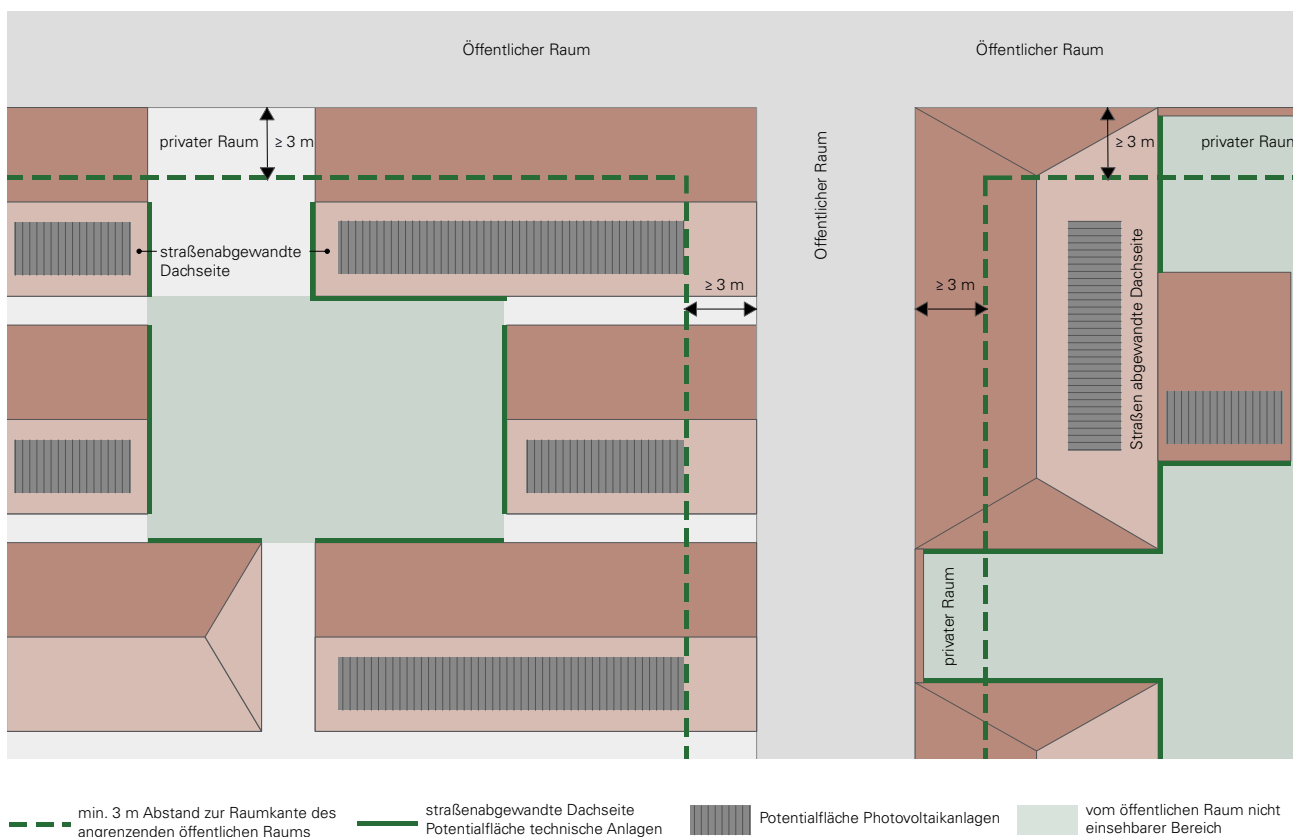 Öffentlicher Raum
Öffentlicher Raum
privater Raum
≥ 3 m
≥ 3 m
privater Raum
Öffentlicher Raum
straßenabgewandte
Dachseite
≥ 3 m
≥ 3 m
Straßen abgewandte Dachseite
privater Raum
min. 3 m Abstand zur Raumkante des
angrenzenden öffentlichen Raums
straßenabgewandte Dachseite
Potentialfläche technische Anlagen
Potentialfläche Photovoltaikanlagen
vom öffentlichen Raum nicht
einsehbarer Bereich